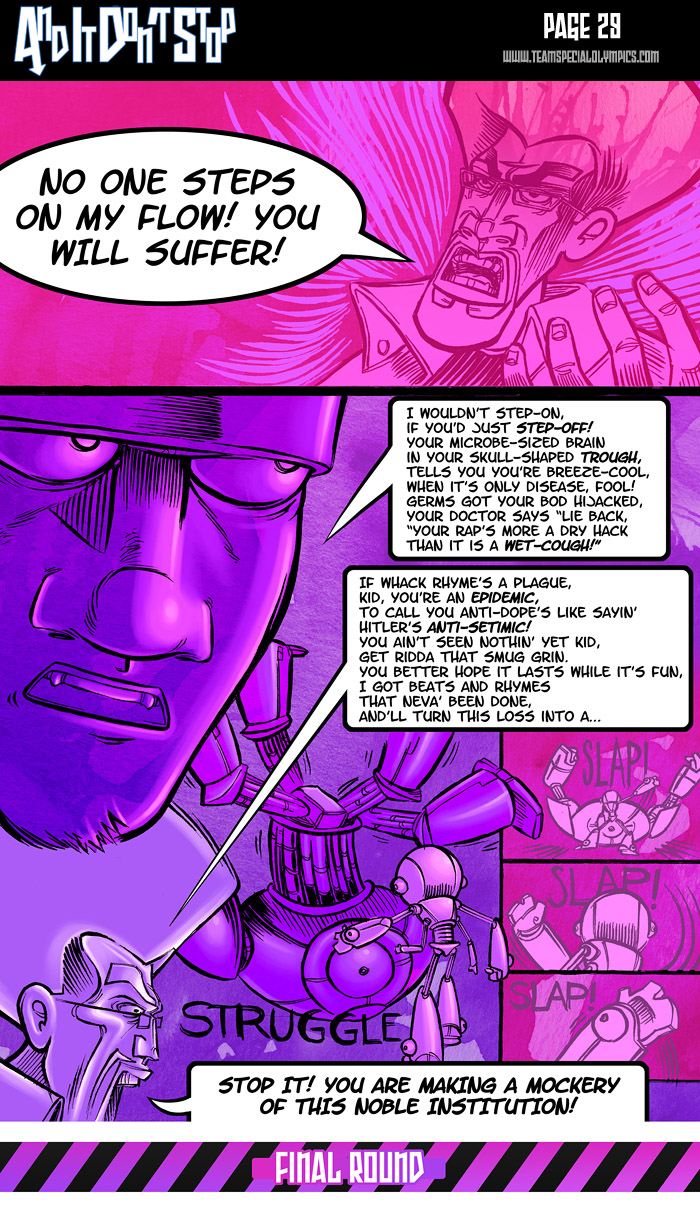 AND IT DON'T STOP
PAGE 29
WWW.TEAMSPECIALOLYMPICS.COM
NO ONE STEPS
ON MY FLOW! YOU
WILL SUFFER!
I WOULDN'T STEP-ON,
IF YOU'D JUST STEP-OFF!
YOUR MICROBE-SIZED BRAIN
IN YOUR SKULL-SHAPED TROUGH,
TELLS YOU YOU'RE BREEZE-COOL,
WHEN IT'S ONLY DISEASE, FOOL!
GERMS GOT YOUR BOD HIJACKED,
YOUR DOCTOR SAYS "LIE BACK,
"YOUR RAP'S MORE A DRY HACK
THAN IT IS A WET-COUGH!"
IF WHACK RHYME'S A PLAGUE,
KID, YOU'RE AN EPIDEMIC,
TO CALL YOU ANTI-DOPE'S LIKE SAYIN'
HITLER'S ANTI-SETIMIC!
YOU AIN'T SEEN NOTHIN' YET KID,
GET RIDDA THAT SMUG GRIN.
YOU BETTER HOPE IT LASTS WHILE IT'S FUN,
I GOT BEATS AND RHYMES
THAT NEVA' BEEN DONE,
AND'LL TURN THIS LOSS INTO A...
SLAP!
SLAP!
SLAP!
STRUGGLE
STOP IT! YOU ARE MAKING A MOCKERY
OF THIS NOBLE INSTITUTION!
FINAL ROUND